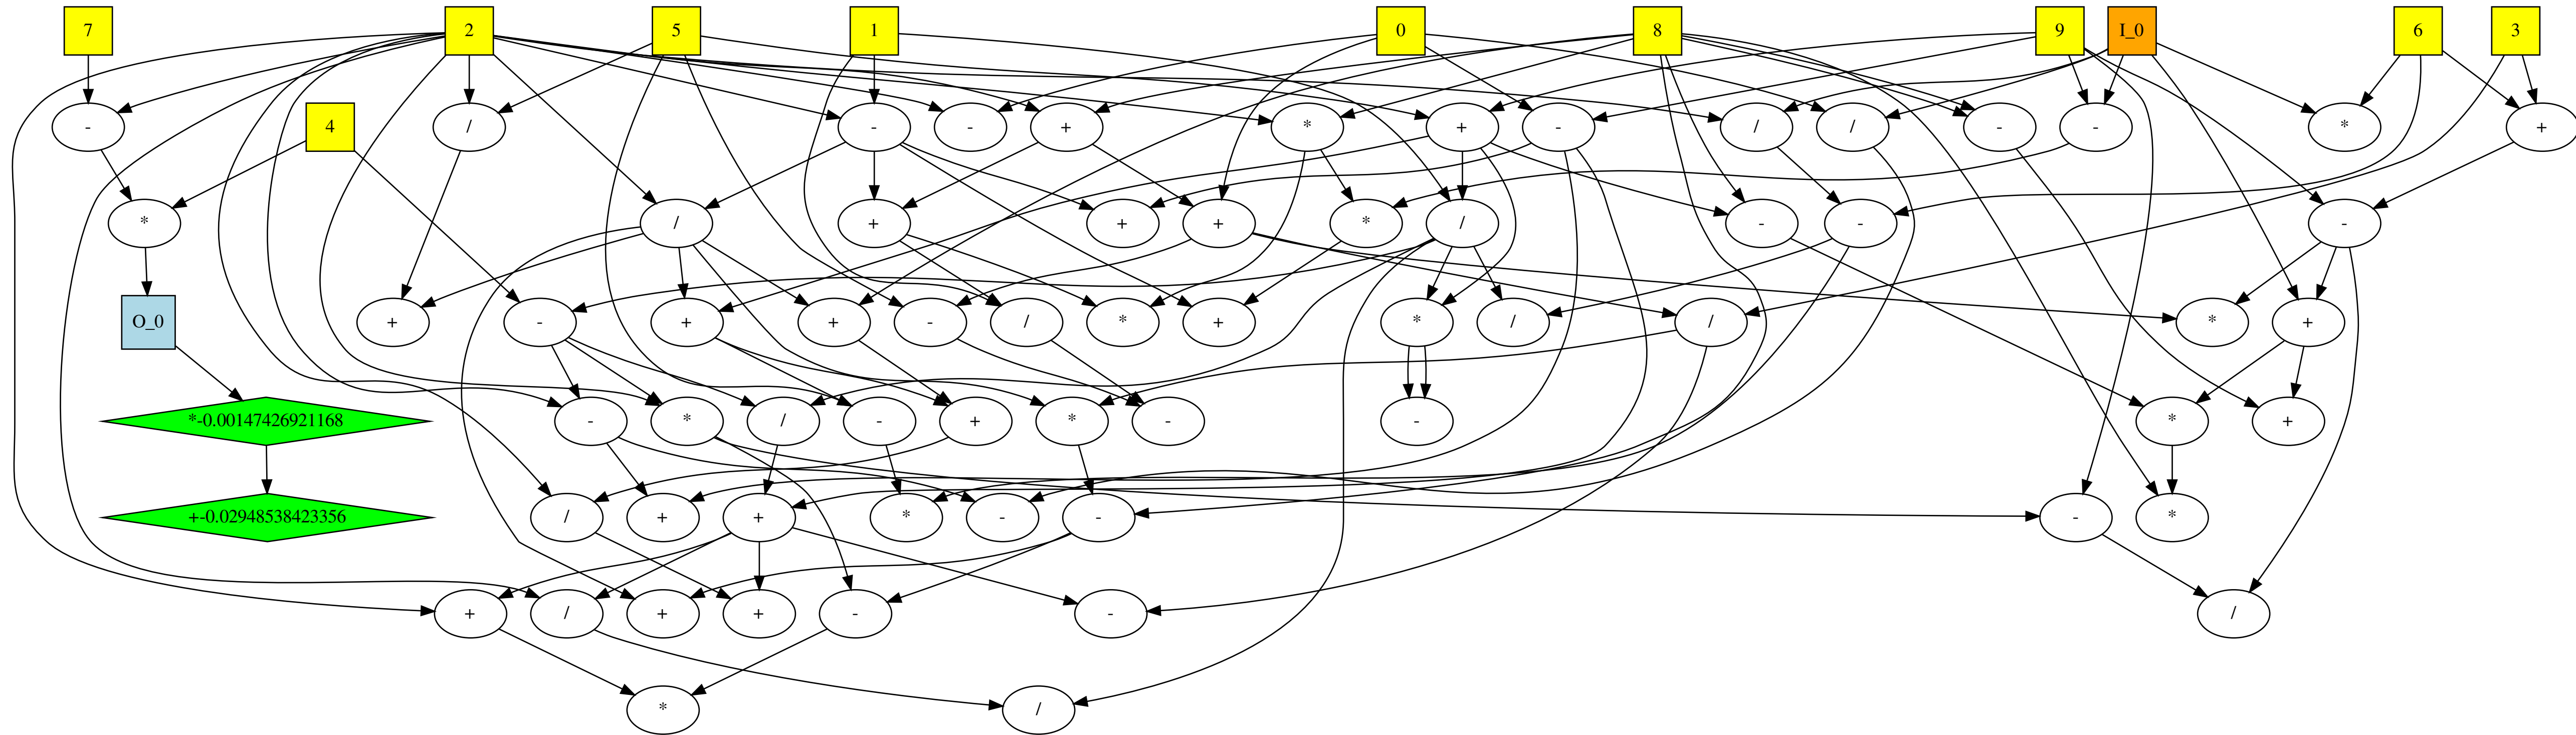 7 2 5 1 0 8 9 I_0 6 3
- 4 / - - + * + - / / - - * +
* / + + + * / - - -
O_0 + - + + - / * + * / / * +
*-0.00147426921168 - * / - + * - - * +
+-0.02948538423356 / + + * - - - *
+ / + + - - /
* /